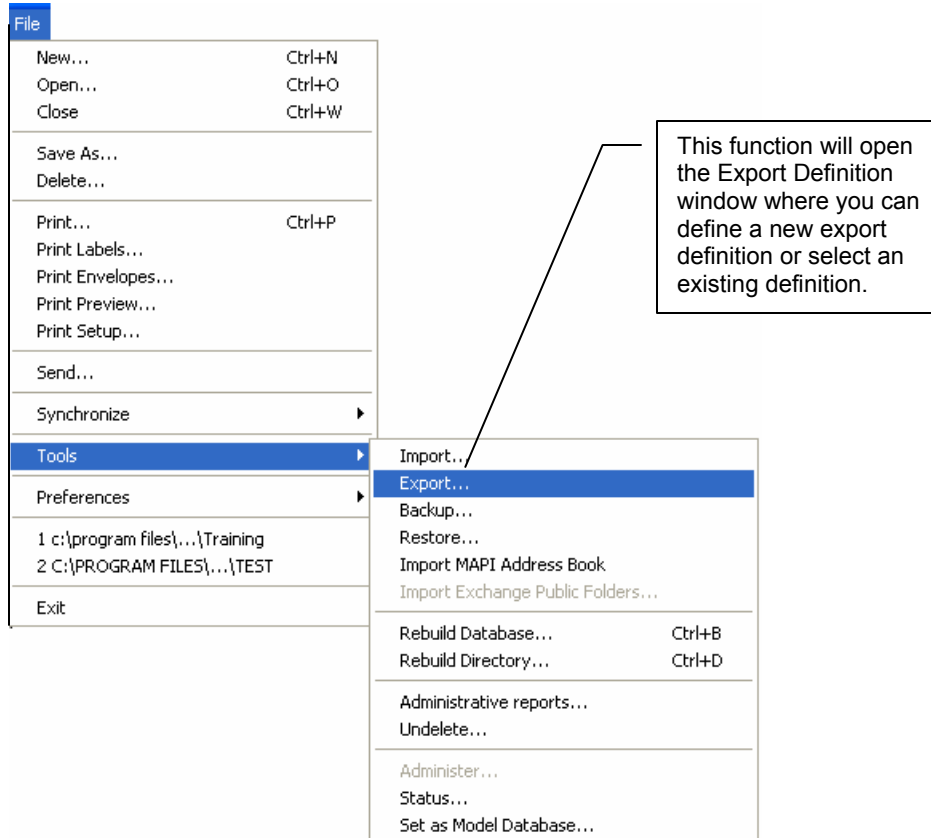 File
New... Ctrl+N
Open... Ctrl+O
Close Ctrl+W
Save As...
Delete...
Print... Ctrl+P
Print Labels...
Print Envelopes...
Print Preview...
Print Setup...
Send...
Synchronize
Tools
Preferences
1 c:\program files\...\Training
2 C:\PROGRAM FILES\...\TEST
Exit
This function will open
the Export Definition
window where you can
define a new export
definition or select an
existing definition.
Import...
Export...
Backup...
Restore...
Import MAPI Address Book
Import Exchange Public Folders...
Rebuild Database... Ctrl+B
Rebuild Directory... Ctrl+D
Administrative reports...
Undelete...
Administer...
Status...
Set as Model Database...